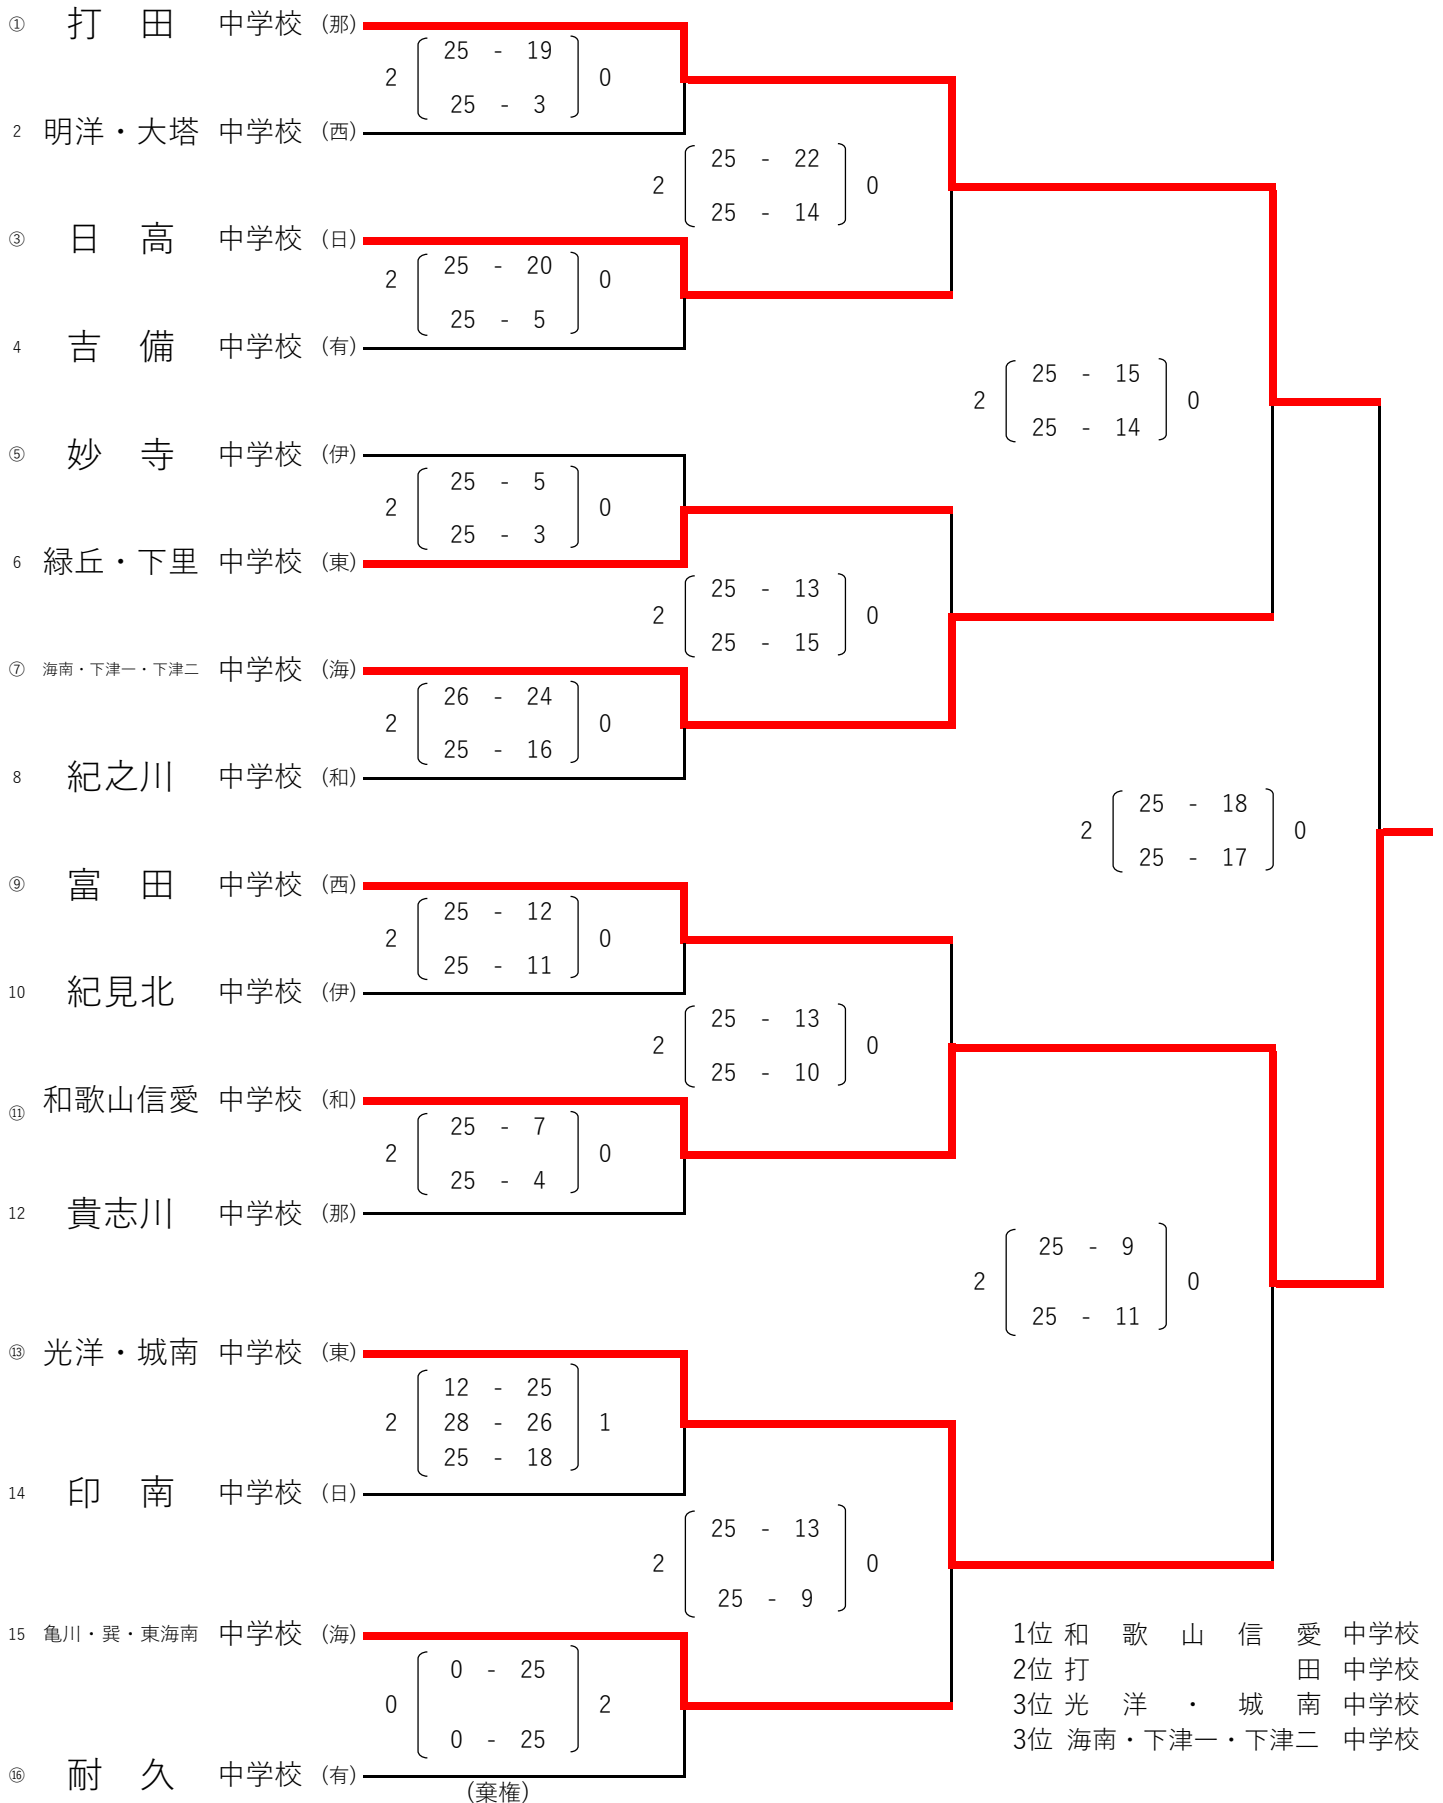 ① 打 田 中学校 (那)
2 ( 25 - 19 ) 0
25 - 3
2 明洋・大塔 中学校 (西)
2 ( 25 - 22 ) 0
25 - 14
③ 日 高 中学校 (日)
2 ( 25 - 20 ) 0
25 - 5
4 吉 備 中学校 (有)
2 ( 25 - 15 ) 0
25 - 14
⑤ 妙 寺 中学校 (伊)
2 ( 25 - 5 ) 0
25 - 3
6 緑丘・下里 中学校 (東)
2 ( 25 - 13 ) 0
25 - 15
⑦ 海南・下津一・下津二 中学校 (海)
2 ( 26 - 24 ) 0
25 - 16
8 紀之川 中学校 (和)
2 ( 25 - 18 ) 0
25 - 17
⑨ 富 田 中学校 (西)
2 ( 25 - 12 ) 0
25 - 11
10 紀見北 中学校 (伊)
2 ( 25 - 13 ) 0
25 - 10
⑪ 和歌山信愛 中学校 (和)
2 ( 25 - 7 ) 0
25 - 4
12 貴志川 中学校 (那)
2 ( 25 - 9 ) 0
25 - 11
⑬ 光洋・城南 中学校 (東)
12 - 25
2 ( 28 - 26 ) 1
25 - 18
14 印 南 中学校 (日)
2 ( 25 - 13 ) 0
25 - 9
15 亀川・巽・東海南 中学校 (海)
0 ( 0 - 25 ) 2
0 - 25
⑯ 耐 久 中学校 (有)
(棄権)
1位 和 歌 山 信 愛 中学校
2位 打 田 中学校
3位 光 洋 ・ 城 南 中学校
3位 海南・下津一・下津二 中学校